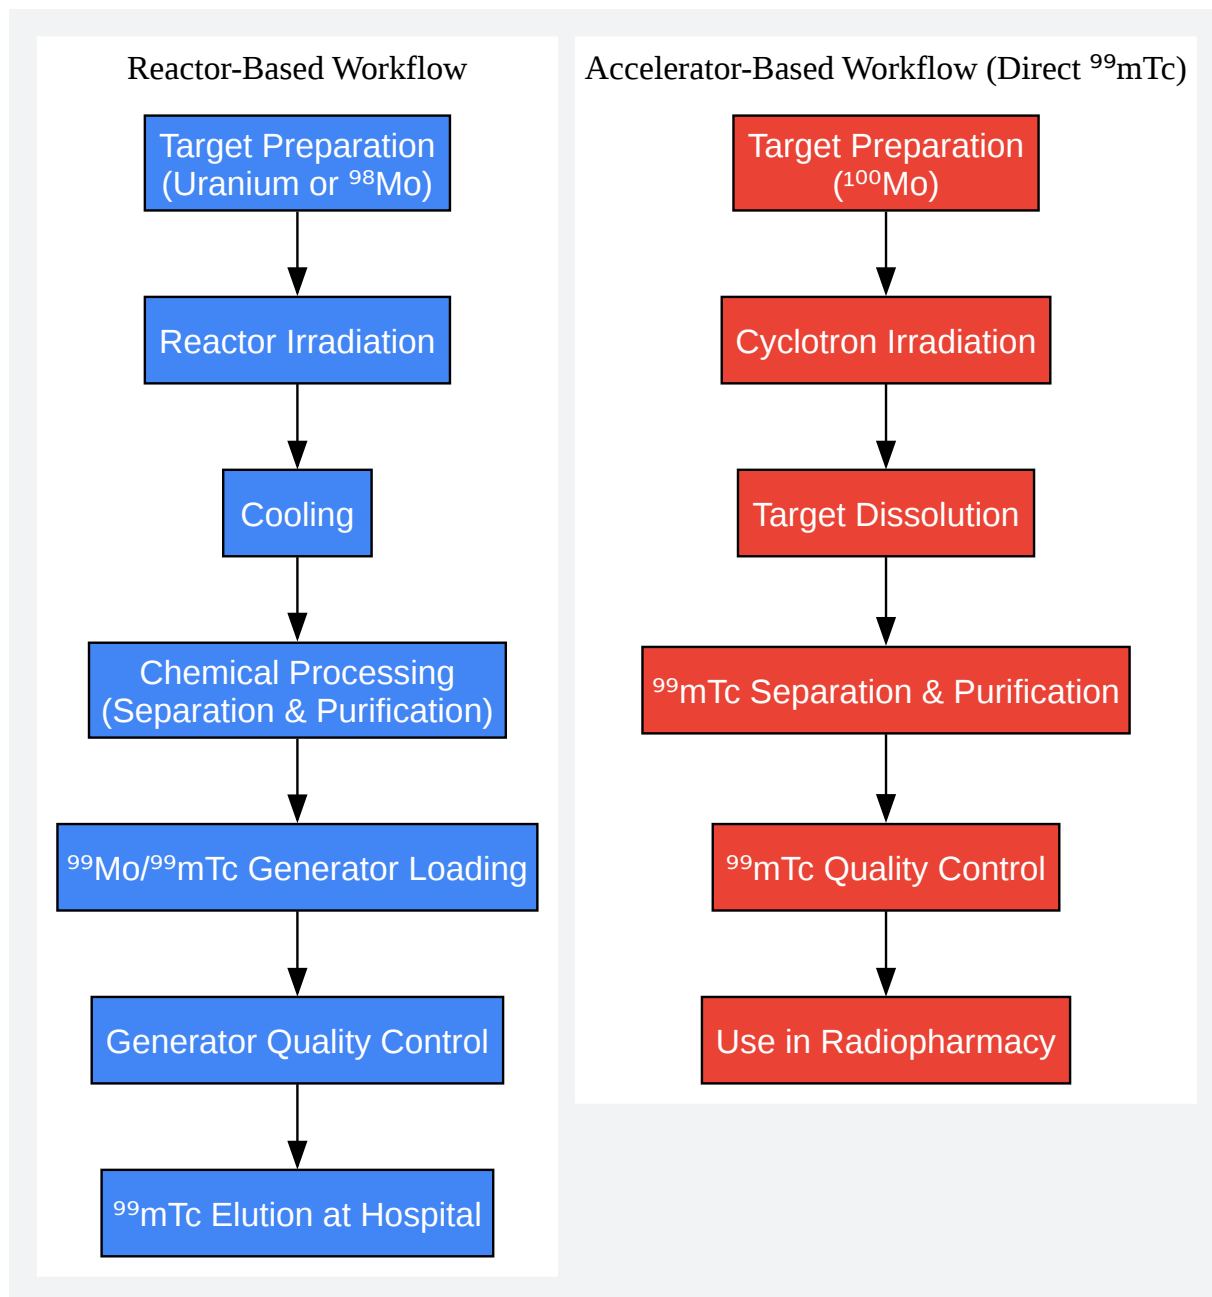 Reactor-Based Workflow
Target Preparation
(Uranium or ⁹⁸Mo)
Reactor Irradiation
Cooling
Chemical Processing
(Separation & Purification)
⁹⁹Mo/⁹⁹mTc Generator Loading
Generator Quality Control
⁹⁹mTc Elution at Hospital
Accelerator-Based Workflow (Direct ⁹⁹mTc)
Target Preparation
(¹⁰⁰Mo)
Cyclotron Irradiation
Target Dissolution
⁹⁹mTc Separation & Purification
⁹⁹mTc Quality Control
Use in Radiopharmacy